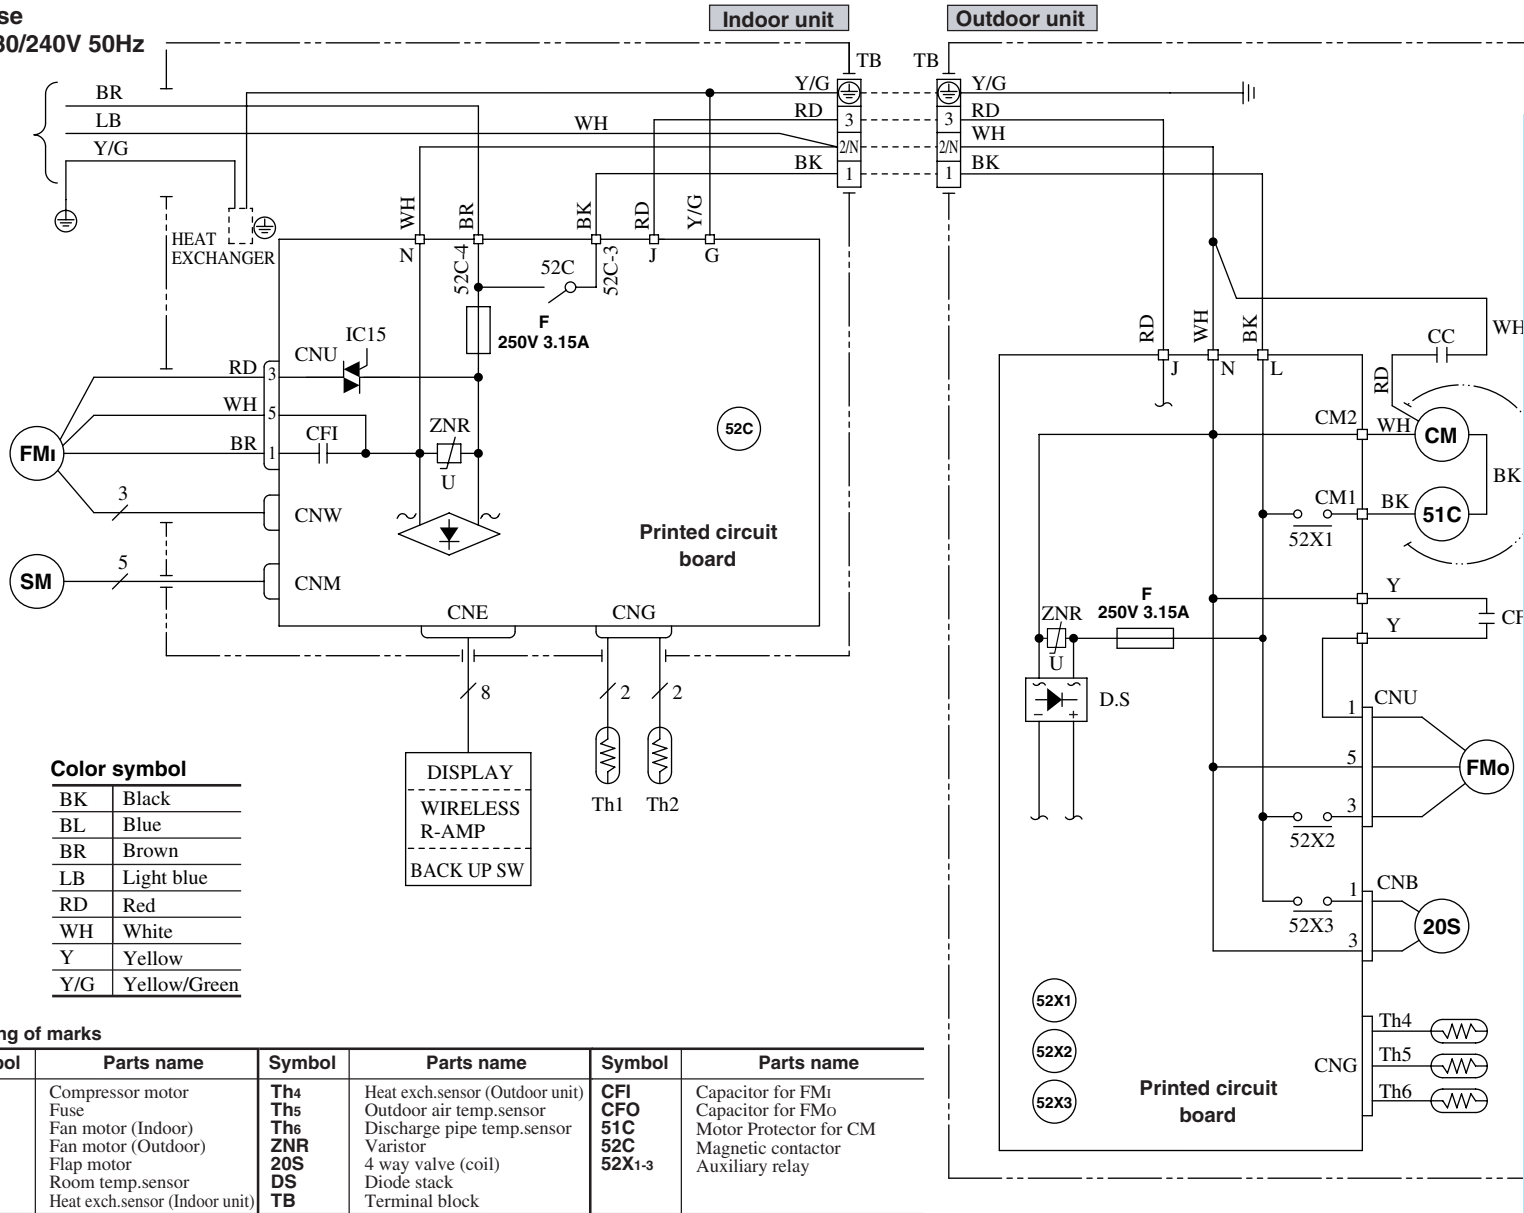 se
30/240V 50Hz
Indoor unit
Outdoor unit
TB
TB
BR
LB
Y/G
WH
Y/G
RD
BK
3
2/N
1
3
2/N
1
Y/G
RD
WH
BK
HEAT
EXCHANGER
WH
BR
BK
RD
Y/G
N
52C-4
52C
52C-3
J
G
F
250V 3.15A
IC15
CNU
RD
3
WH
5
BR
1
CFI
ZNR
U
52C
FMI
3
CNW
SM
5
CNM
Printed circuit
board
CNE
CNG
8
2
2
DISPLAY
WIRELESS
R-AMP
BACK UP SW
Th1
Th2
RD
WH
BK
J
N
L
WH
CC
RD
CM2
WH
CM
BK
CM1
BK
51C
52X1
Y
Y
CF
F
250V 3.15A
ZNR
U
D.S
- +
CNU
1
5
3
FMo
52X2
CNB
1
3
20S
52X3
52X1
52X2
52X3
Th4
Th5
Th6
CNG
Printed circuit
board
Color symbol
BK Black
BL Blue
BR Brown
LB Light blue
RD Red
WH White
Y Yellow
Y/G Yellow/Green
ng of marks
ol Parts name Symbol Parts name Symbol Parts name
Compressor motor Th4 Heat exch.sensor (Outdoor unit) CFI Capacitor for FMI
Fuse Th5 Outdoor air temp.sensor CFO Capacitor for FMO
Fan motor (Indoor) Th6 Discharge pipe temp.sensor 51C Motor Protector for CM
Fan motor (Outdoor) ZNR Varistor 52C Magnetic contactor
Flap motor 20S 4 way valve (coil) 52X1-3 Auxiliary relay
Room temp.sensor DS Diode stack
Heat exch.sensor (Indoor unit) TB Terminal block